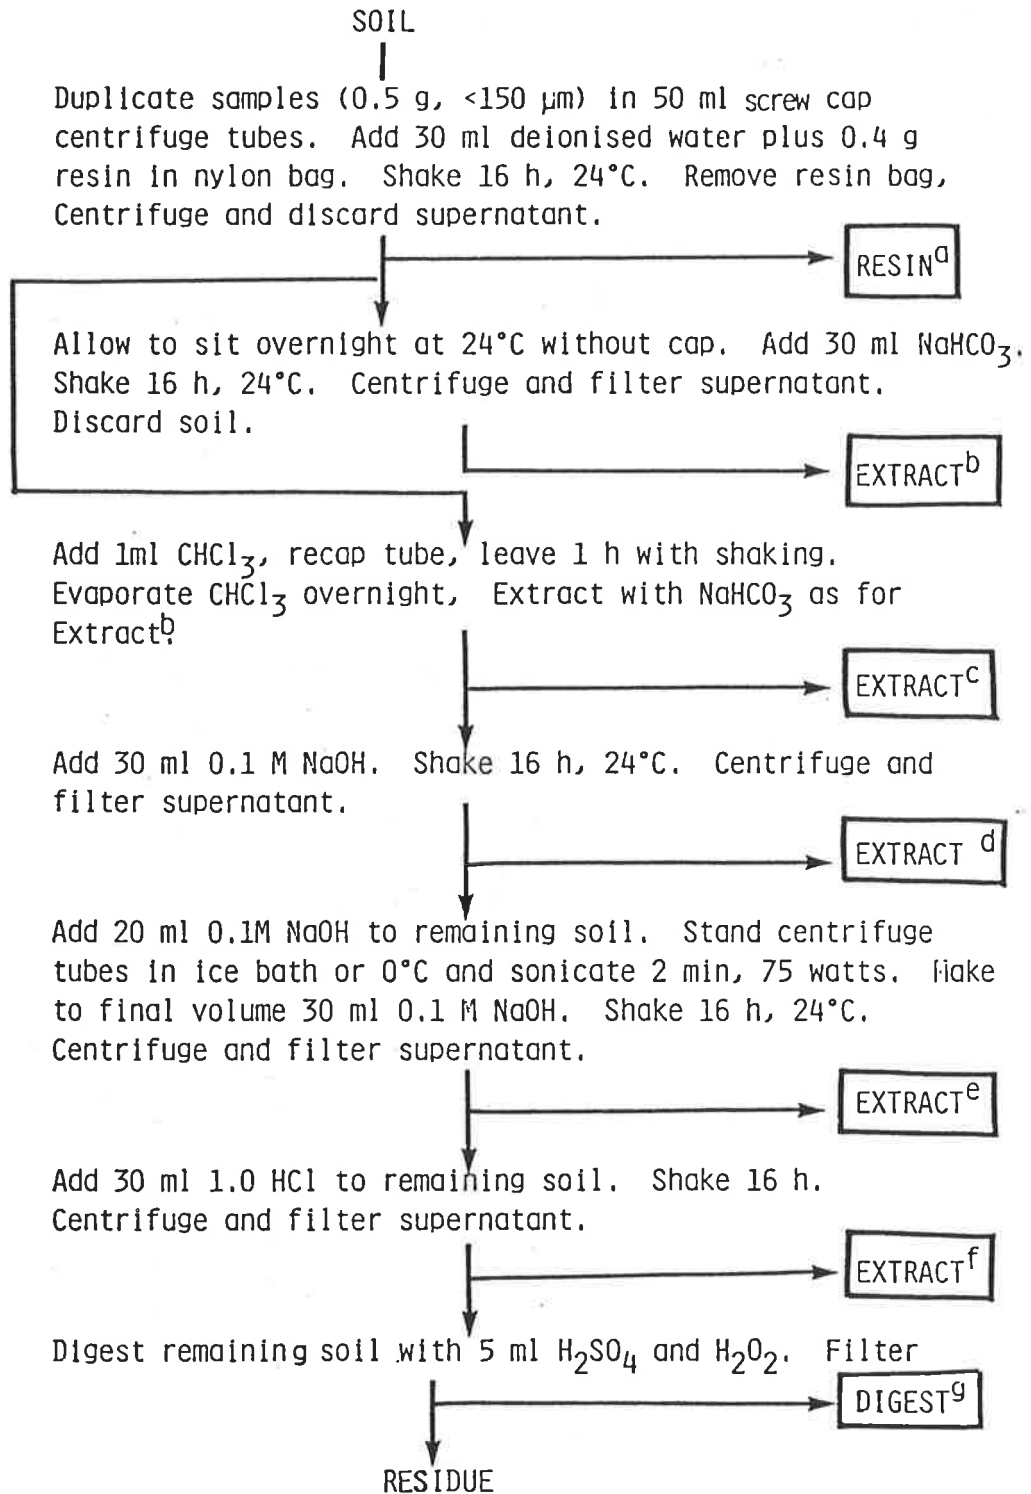 SOIL
Duplicate samples (0.5 g, <150 µm) in 50 ml screw cap
centrifuge tubes. Add 30 ml deionised water plus 0.4 g
resin in nylon bag. Shake 16 h, 24°C. Remove resin bag,
Centrifuge and discard supernatant.
RESINᵃ
Allow to sit overnight at 24°C without cap. Add 30 ml NaHCO₃.
Shake 16 h, 24°C. Centrifuge and filter supernatant.
Discard soil.
EXTRACTᵇ
Add 1ml CHCl₃, recap tube, leave 1 h with shaking.
Evaporate CHCl₃ overnight, Extract with NaHCO₃ as for
Extractᵇ.
EXTRACTᶜ
Add 30 ml 0.1 M NaOH. Shake 16 h, 24°C. Centrifuge and
filter supernatant.
EXTRACT ᵈ
Add 20 ml 0.1M NaOH to remaining soil. Stand centrifuge
tubes in ice bath or 0°C and sonicate 2 min, 75 watts. Make
to final volume 30 ml 0.1 M NaOH. Shake 16 h, 24°C.
Centrifuge and filter supernatant.
EXTRACTᵉ
Add 30 ml 1.0 HCl to remaining soil. Shake 16 h.
Centrifuge and filter supernatant.
EXTRACTᶠ
Digest remaining soil with 5 ml H₂SO₄ and H₂O₂. Filter
DIGESTᵍ
RESIDUE